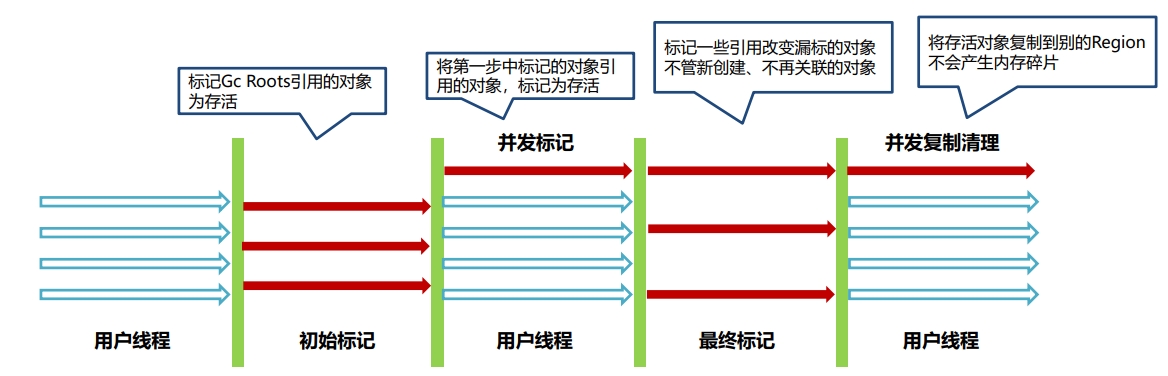 标记Gc Roots引用的对象
为存活
将第一步中标记的对象引
用的对象，标记为存活
标记一些引用改变漏标的对象
不管新创建、不再关联的对象
将存活对象复制到别的Region
不会产生内存碎片
并发标记
并发复制清理
用户线程
初始标记
用户线程
最终标记
用户线程